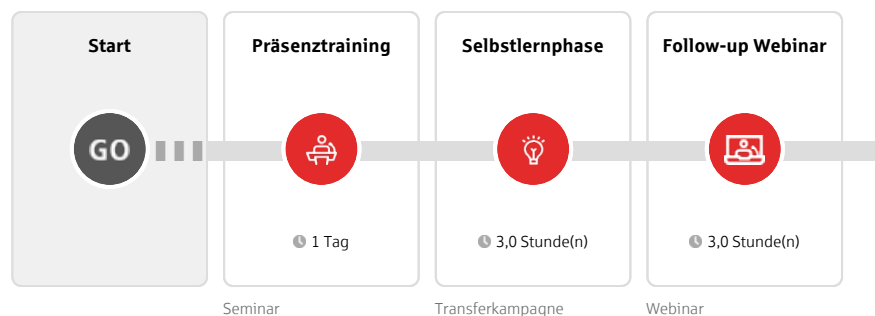 Start
Präsenztraining
Selbstlernphase
Follow-up Webinar
GO
1 Tag
3,0 Stunde(n)
3,0 Stunde(n)
Seminar
Transferkampagne
Webinar